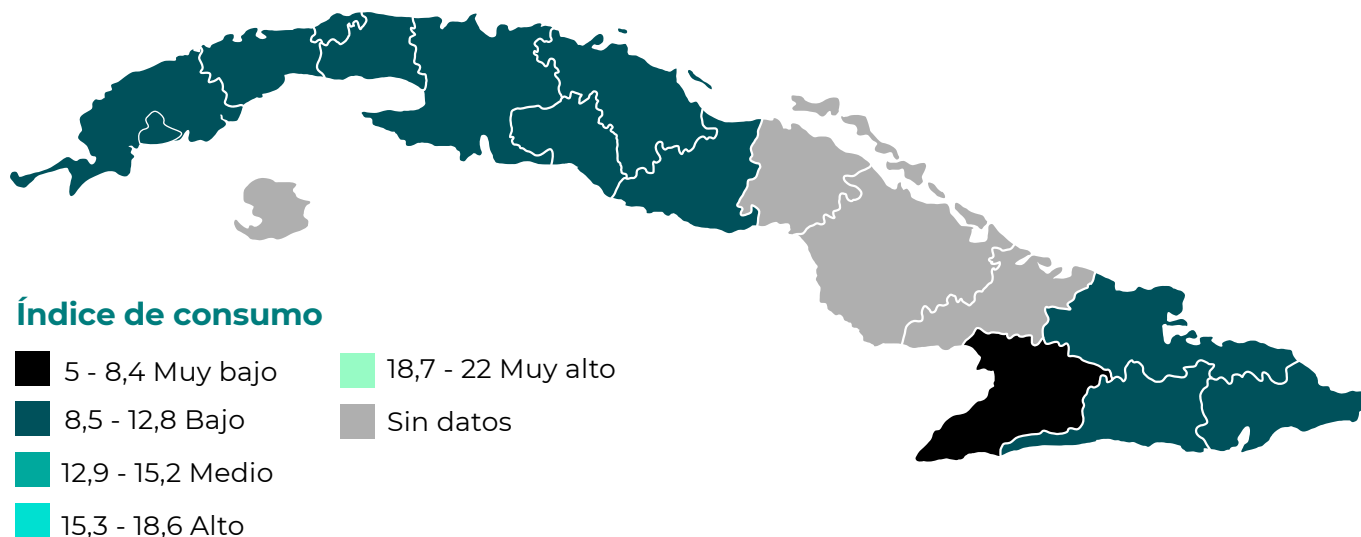 Índice de consumo
5 - 8,4 Muy bajo
8,5 - 12,8 Bajo
12,9 - 15,2 Medio
15,3 - 18,6 Alto
18,7 - 22 Muy alto
Sin datos